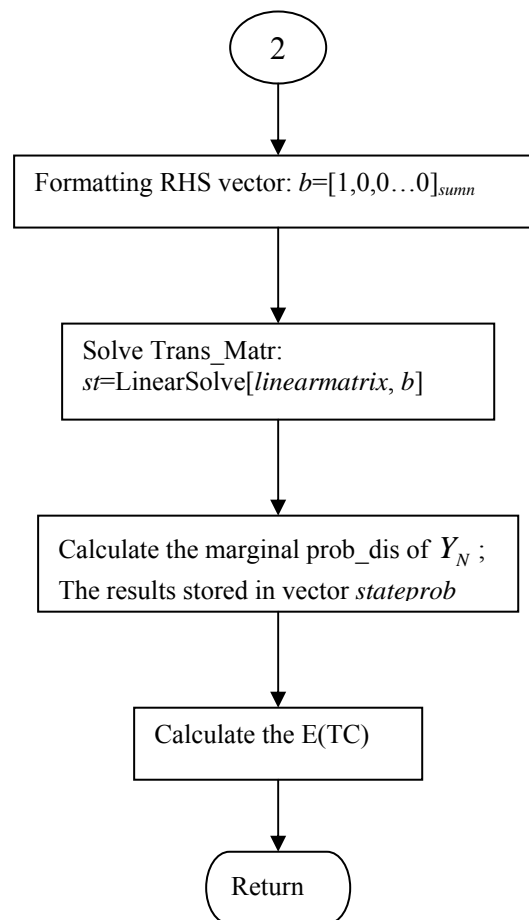 2
Formatting RHS vector: b=[1,0,0…0]sumn
Solve Trans_Matr:
st=LinearSolve[linearmatrix, b]
Calculate the marginal prob_dis of Y_N ;
The results stored in vector stateprob
Calculate the E(TC)
Return